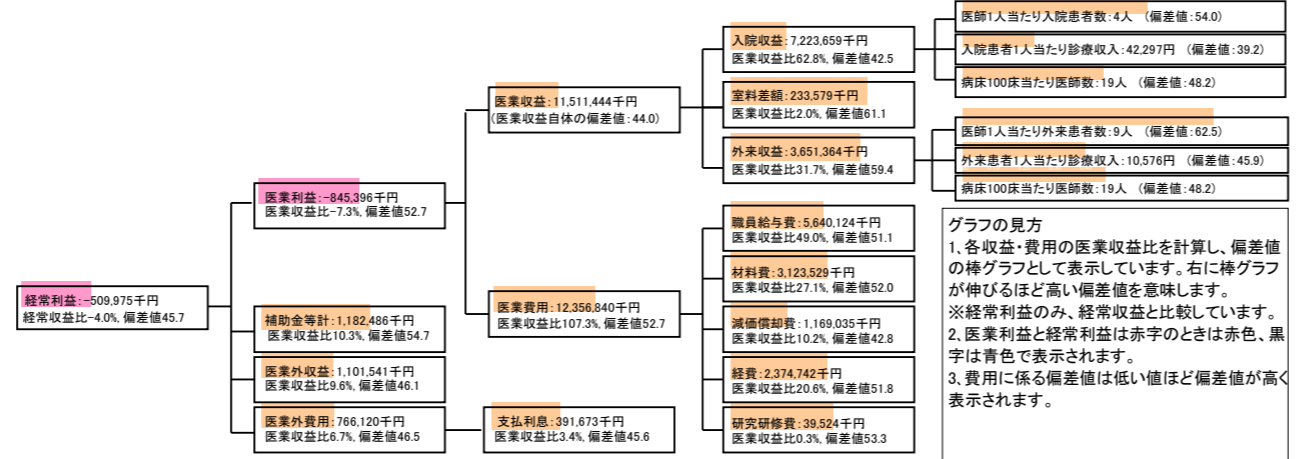 医師1人当たり入院患者数：4人　（偏差値：54.0）
入院収益：7,223,659千円
医業収益比62.8%, 偏差値42.5
入院患者1人当たり診療収入：42,297円　（偏差値：39.2）
病床100床当たり医師数：19人　（偏差値：48.2）
医業収益：11,511,444千円
（医業収益自体の偏差値：44.0）
室料差額：233,579千円
医業収益比2.0%, 偏差値61.1
医師1人当たり外来患者数：9人　（偏差値：62.5）
外来収益：3,651,364千円
医業収益比31.7%, 偏差値59.4
外来患者1人当たり診療収入：10,576円　（偏差値：45.9）
病床100床当たり医師数：19人　（偏差値：48.2）
医業利益：-845,396千円
医業収益比-7.3%, 偏差値52.7
職員給与費：5,640,124千円
医業収益比49.0%, 偏差値51.1
材料費：3,123,529千円
医業収益比27.1%, 偏差値52.0
経常利益：-509,975千円
経常収益比-4.0%, 偏差値45.7
医業費用：12,356,840千円
医業収益比107.3%, 偏差値52.7
補助金等計：1,182,486千円
医業収益比10.3%, 偏差値54.7
減価償却費：1,169,035千円
医業収益比10.2%, 偏差値42.8
医業外収益：1,101,541千円
医業収益比9.6%, 偏差値46.1
経費：2,374,742千円
医業収益比20.6%, 偏差値51.8
医業外費用：766,120千円
医業収益比6.7%, 偏差値46.5
支払利息：391,673千円
医業収益比3.4%, 偏差値45.6
研究研修費：39,524千円
医業収益比0.3%, 偏差値53.3
グラフの見方
1、各収益・費用の医業収益比を計算し、偏差値
の棒グラフとして表示しています。右に棒グラフ
が伸びるほど高い偏差値を意味します。
※経常利益のみ、経常収益と比較しています。
2、医業利益と経常利益は赤字のときは赤色、黒
字は青色で表示されます。
3、費用に係る偏差値は低い値ほど偏差値が高く
表示されます。